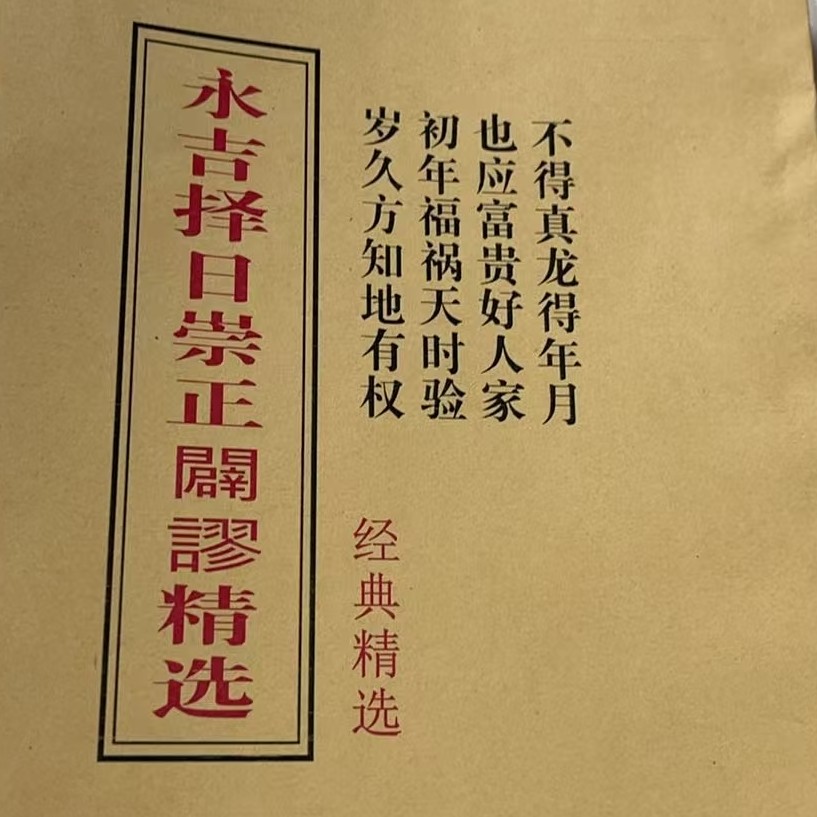 不得真龙得年月
也应富贵好人家
初年福祸天时验
岁久方知地有权
经典精选
永吉择日崇正闢謬精选